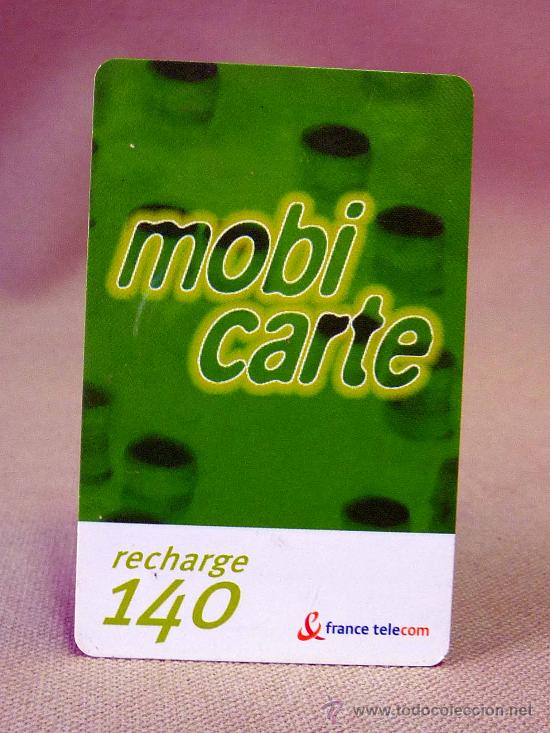 mobi
carte
recharge
140
& france telecom
www.todocoleccion.net